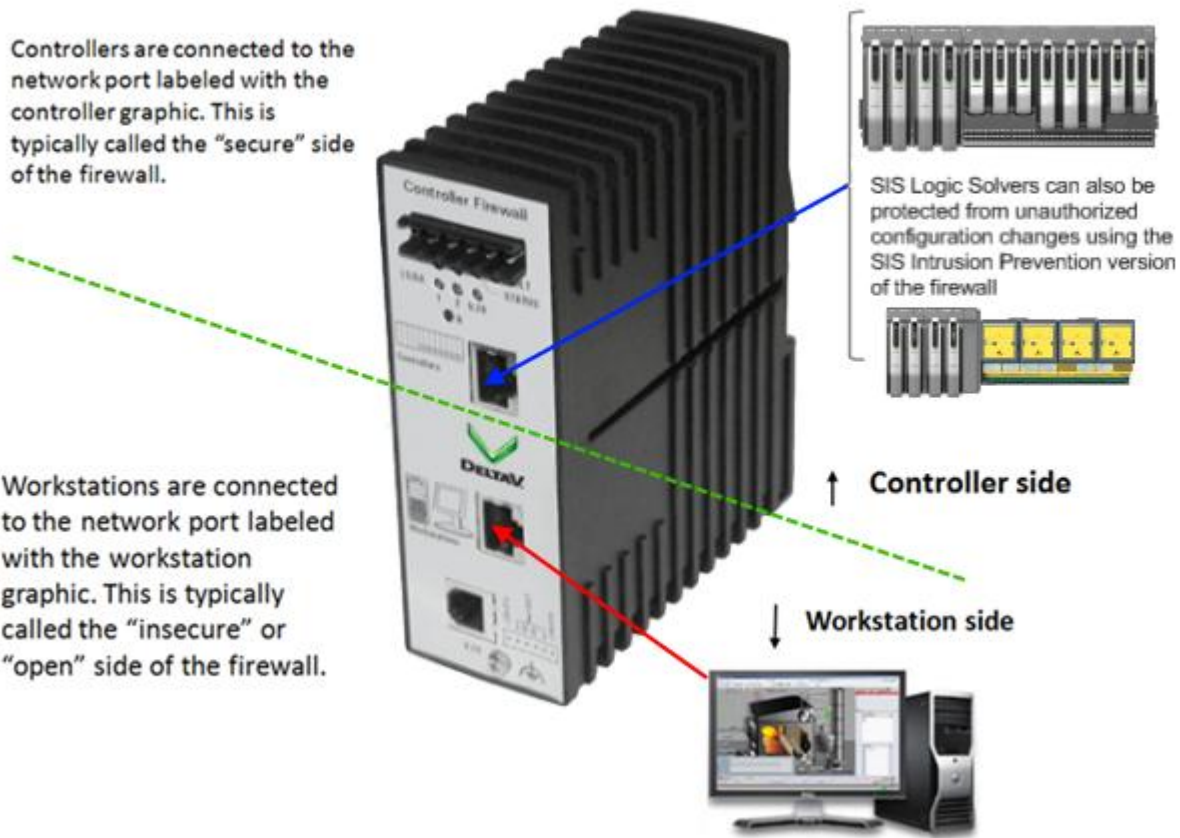 Controllers are connected to the
network port labeled with the
controller graphic. This is
typically called the “secure” side
of the firewall.
Controller Firewall
SIS Logic Solvers can also be
protected from unauthorized
configuration changes using the
SIS Intrusion Prevention version
of the firewall
Controllers
DELTAV
Workstations
V.24
Controller side
Workstations are connected
to the network port labeled
with the workstation
graphic. This is typically
called the “insecure” or
“open” side of the firewall.
Workstation side